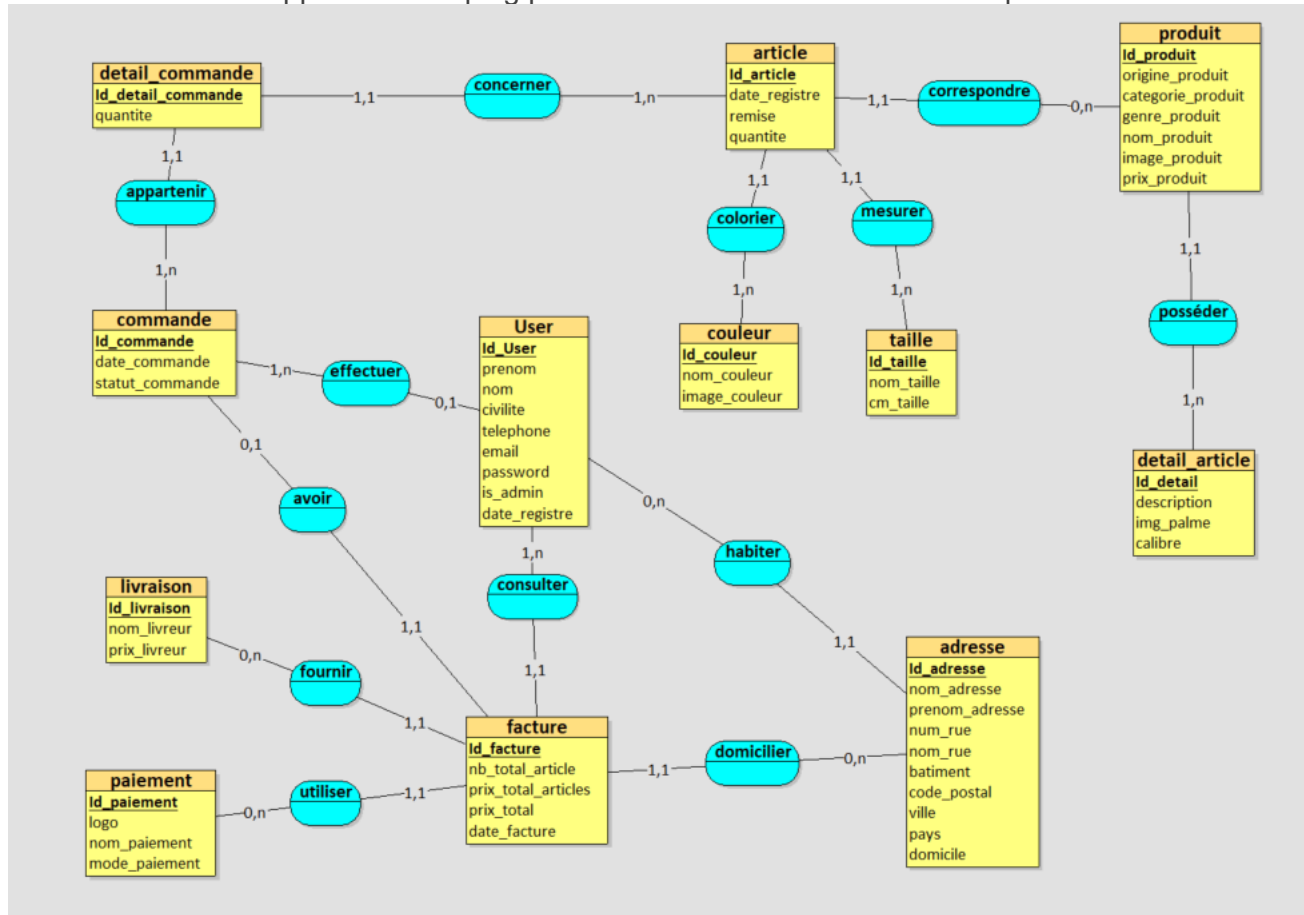 detail_commande
Id_detail_commande
quantite
1,1
concerner
1,n
article
Id_article
date_registre
remise
quantite
1,1
correspondre
0,n
produit
Id_produit
origine_produit
categorie_produit
genre_produit
nom_produit
image_produit
prix_produit
1,1
appartenir
1,n
1,1
colorier
1,n
1,1
mesurer
1,n
1,1
posséder
1,n
commande
Id_commande
date_commande
statut_commande
1,n
effectuer
0,1
User
Id_User
prenom
nom
civilite
telephone
email
password
is_admin
date_registre
couleur
Id_couleur
nom_couleur
image_couleur
taille
Id_taille
nom_taille
cm_taille
detail_article
Id_detail
description
img_palme
calibre
0,1
avoir
1,1
1,n
consulter
1,1
0,n
habiter
1,1
livraison
Id_livraison
nom_livreur
prix_livreur
0,n
fournir
1,1
paiement
Id_paiement
logo
nom_paiement
mode_paiement
0,n
utiliser
1,1
facture
Id_facture
nb_total_article
prix_total_articles
prix_total
date_facture
1,1
domicilier
0,n
adresse
Id_adresse
nom_adresse
prenom_adresse
num_rue
nom_rue
batiment
code_postal
ville
pays
domicile